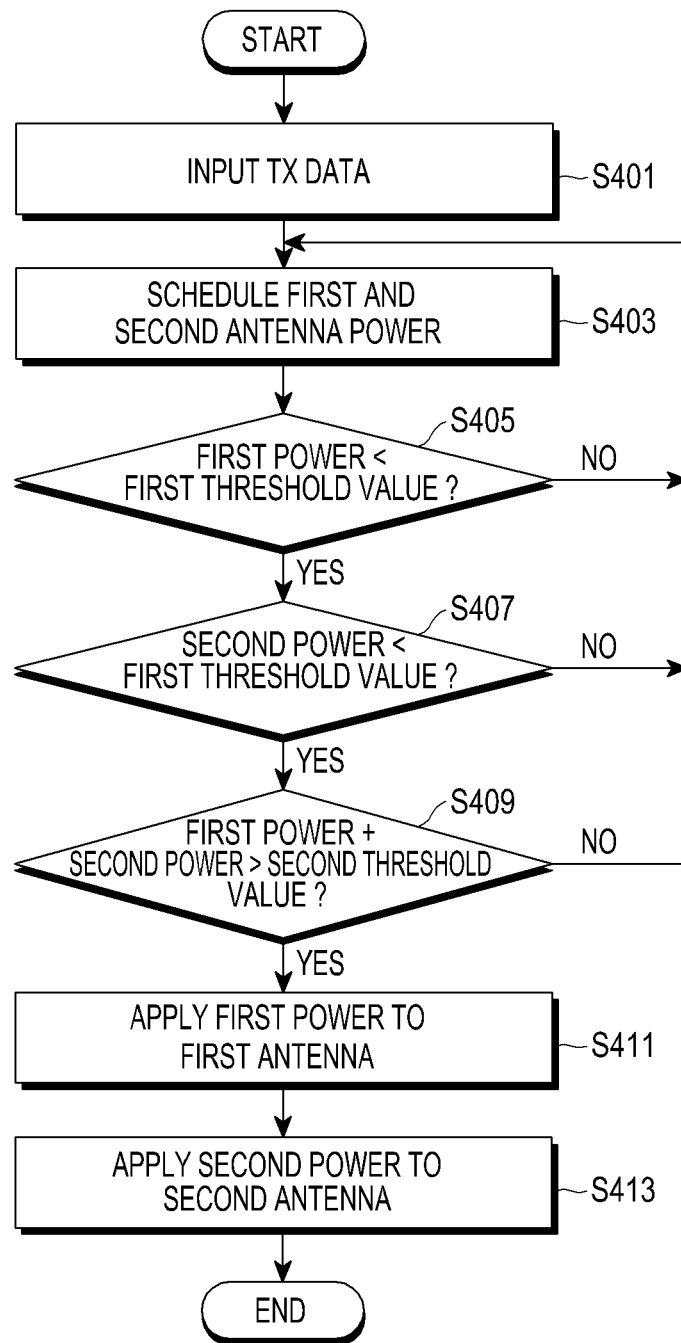 START
INPUT TX DATA
S401
SCHEDULE FIRST AND
SECOND ANTENNA POWER
S403
S405
FIRST POWER <
FIRST THRESHOLD VALUE ?
NO
YES
S407
SECOND POWER <
FIRST THRESHOLD VALUE ?
NO
YES
S409
FIRST POWER +
SECOND POWER > SECOND THRESHOLD
VALUE ?
NO
YES
APPLY FIRST POWER TO
FIRST ANTENNA
S411
APPLY SECOND POWER TO
SECOND ANTENNA
S413
END